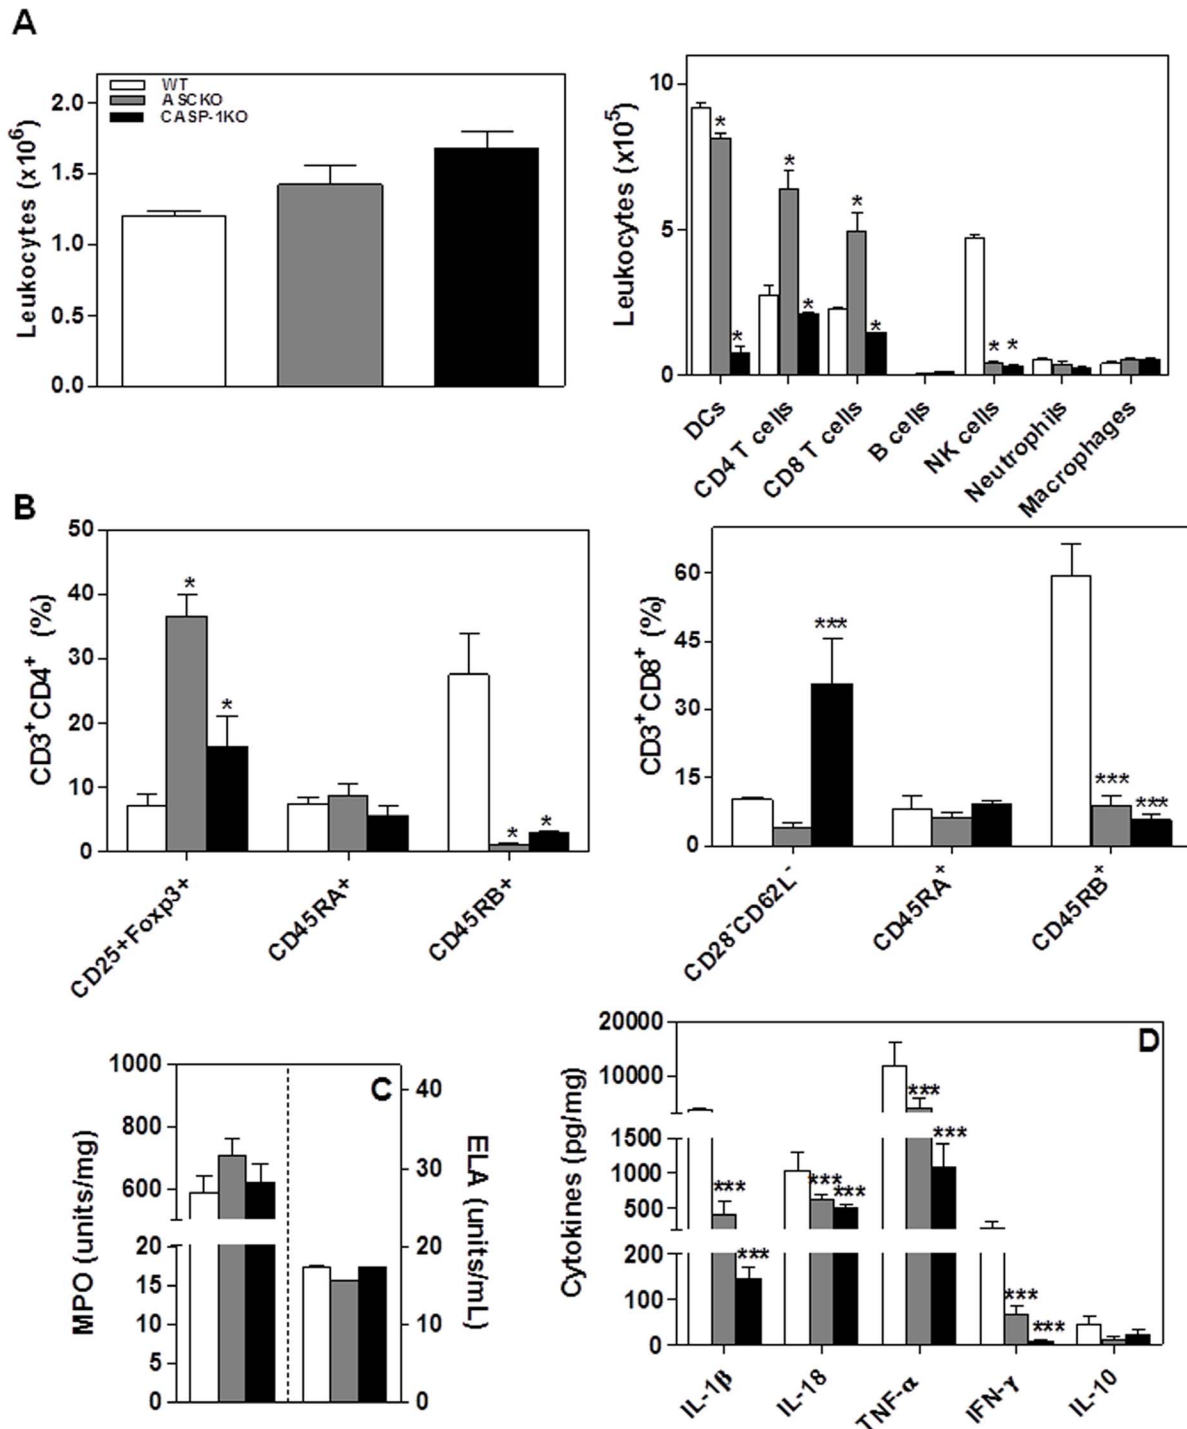 A
WT
ASCKO
CASP-1KO
Leukocytes (x10⁶)
2.0
1.5
1.0
0.5
0.0
Leukocytes (x10⁵)
10
5
0
*
*
*
*
*
*
* *
DCs
CD4 T cells
CD8 T cells
B cells
NK cells
Neutrophils
Macrophages
B
CD3⁺CD4⁺ (%)
50
40
30
20
10
0
*
*
* *
CD25+Foxp3+
CD45RA+
CD45RB+
CD3⁺CD8⁺ (%)
60
45
30
15
0
***
***
***
CD28⁻CD62L⁻
CD45RA⁺
CD45RB⁺
C
MPO (units/mg)
1000
800
600
20
15
10
5
0
ELA (units/mL)
40
30
20
10
0
D
Cytokines (pg/mg)
20000
10000
1500
1000
500
200
100
0
***
***
***
***
***
***
***
***
IL-1β
IL-18
TNF-α
IFN-γ
IL-10